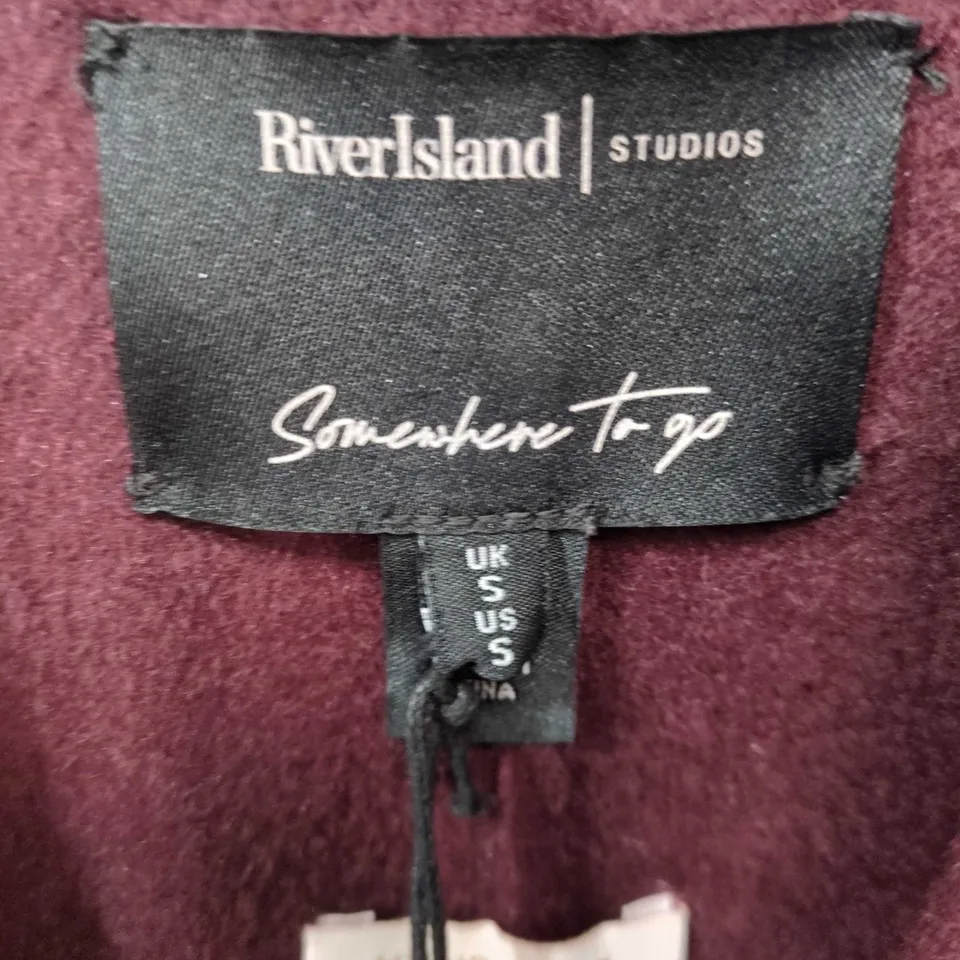 RiverIsland | STUDIOS
Somewhere to go
UK
S
US
S